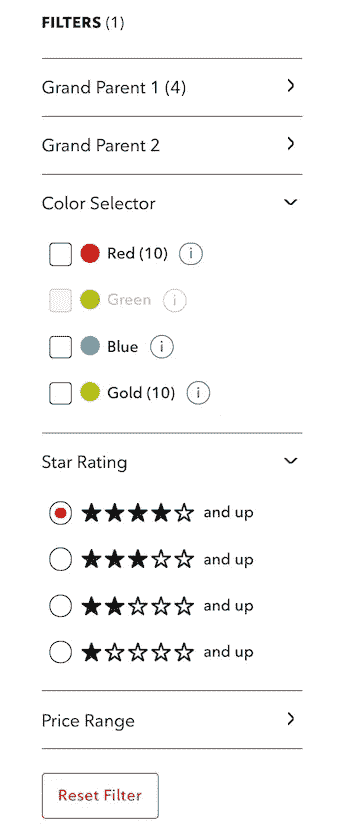 FILTERS (1)
Grand Parent 1 (4)
Grand Parent 2
Color Selector
Red (10) i
Green i
Blue i
Gold (10) i
Star Rating
and up
and up
and up
and up
Price Range
Reset Filter